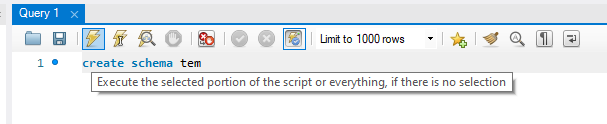 Query 1
Limit to 1000 rows
1
create schema tem
Execute the selected portion of the script or everything, if there is no selection